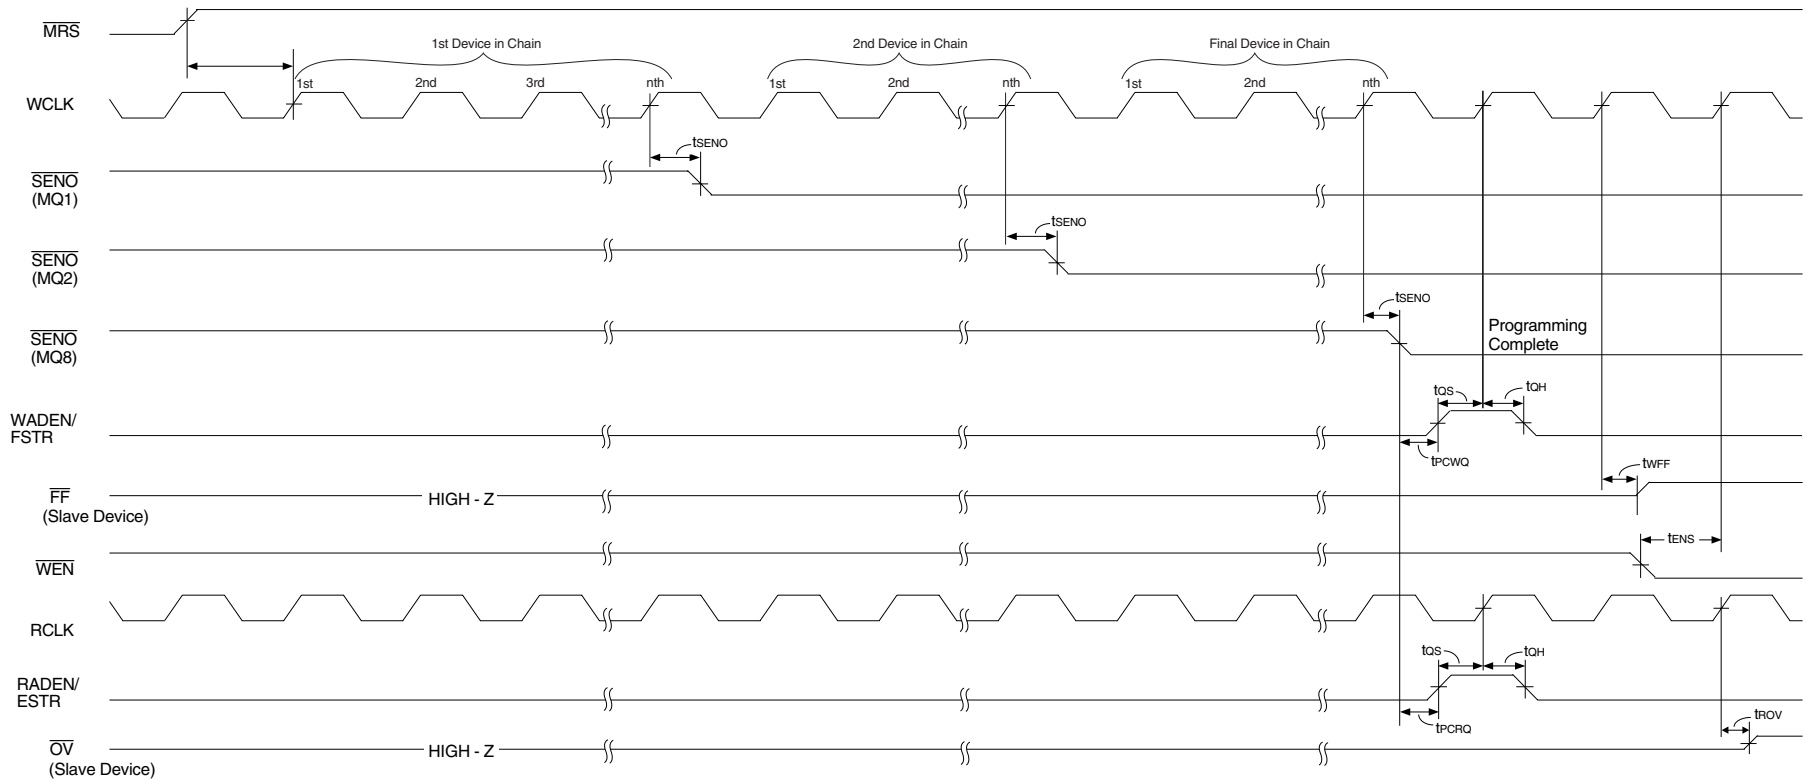 MRS
1st Device in Chain
2nd Device in Chain
Final Device in Chain
WCLK
1st
2nd
3rd
nth
1st
2nd
nth
1st
2nd
nth
tSENO
SENO
(MQ1)
tSENO
SENO
(MQ2)
tSENO
SENO
(MQ8)
Programming
Complete
tQS
tQH
WADEN/
FSTR
tPCWQ
tWFF
FF
(Slave Device)
HIGH - Z
tENS
WEN
RCLK
tQS
tQH
RADEN/
ESTR
tPCRQ
tROV
OV
(Slave Device)
HIGH - Z